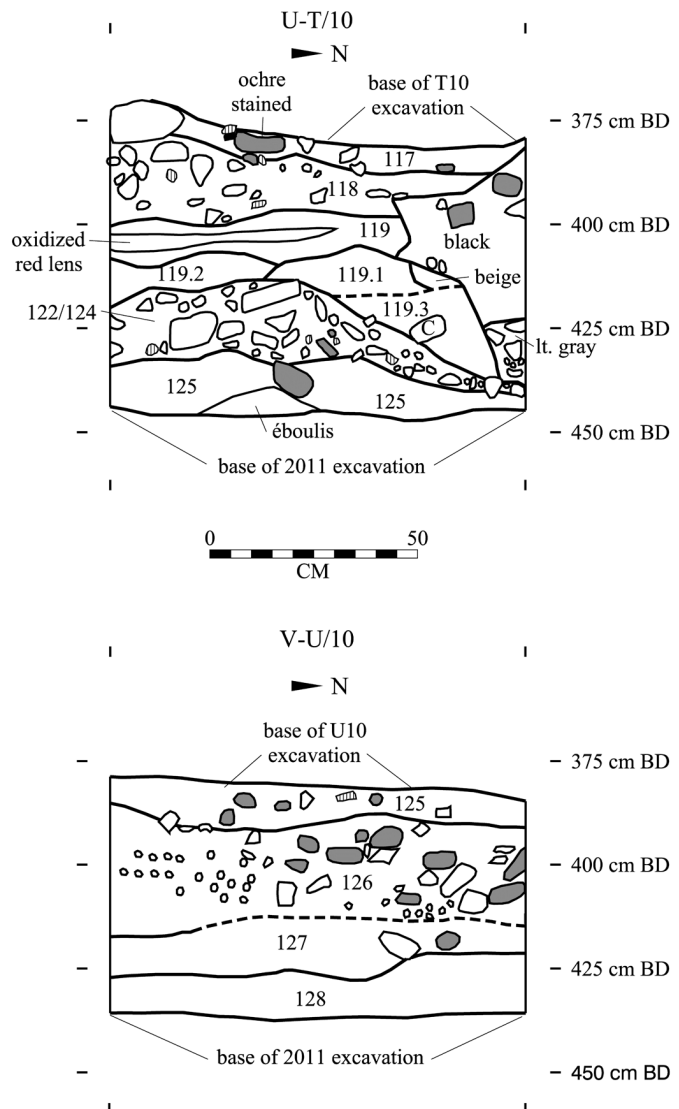 U-T/10
N
ochre
stained
base of T10
excavation
375 cm BD
117
118
400 cm BD
119
oxidized
red lens
black
119.2
119.1
beige
119.3
122/124
C
425 cm BD
lt. gray
125
125
éboulis
450 cm BD
base of 2011 excavation
0 50
CM
V-U/10
N
base of U10
excavation
375 cm BD
125
400 cm BD
126
127
425 cm BD
128
base of 2011 excavation
450 cm BD